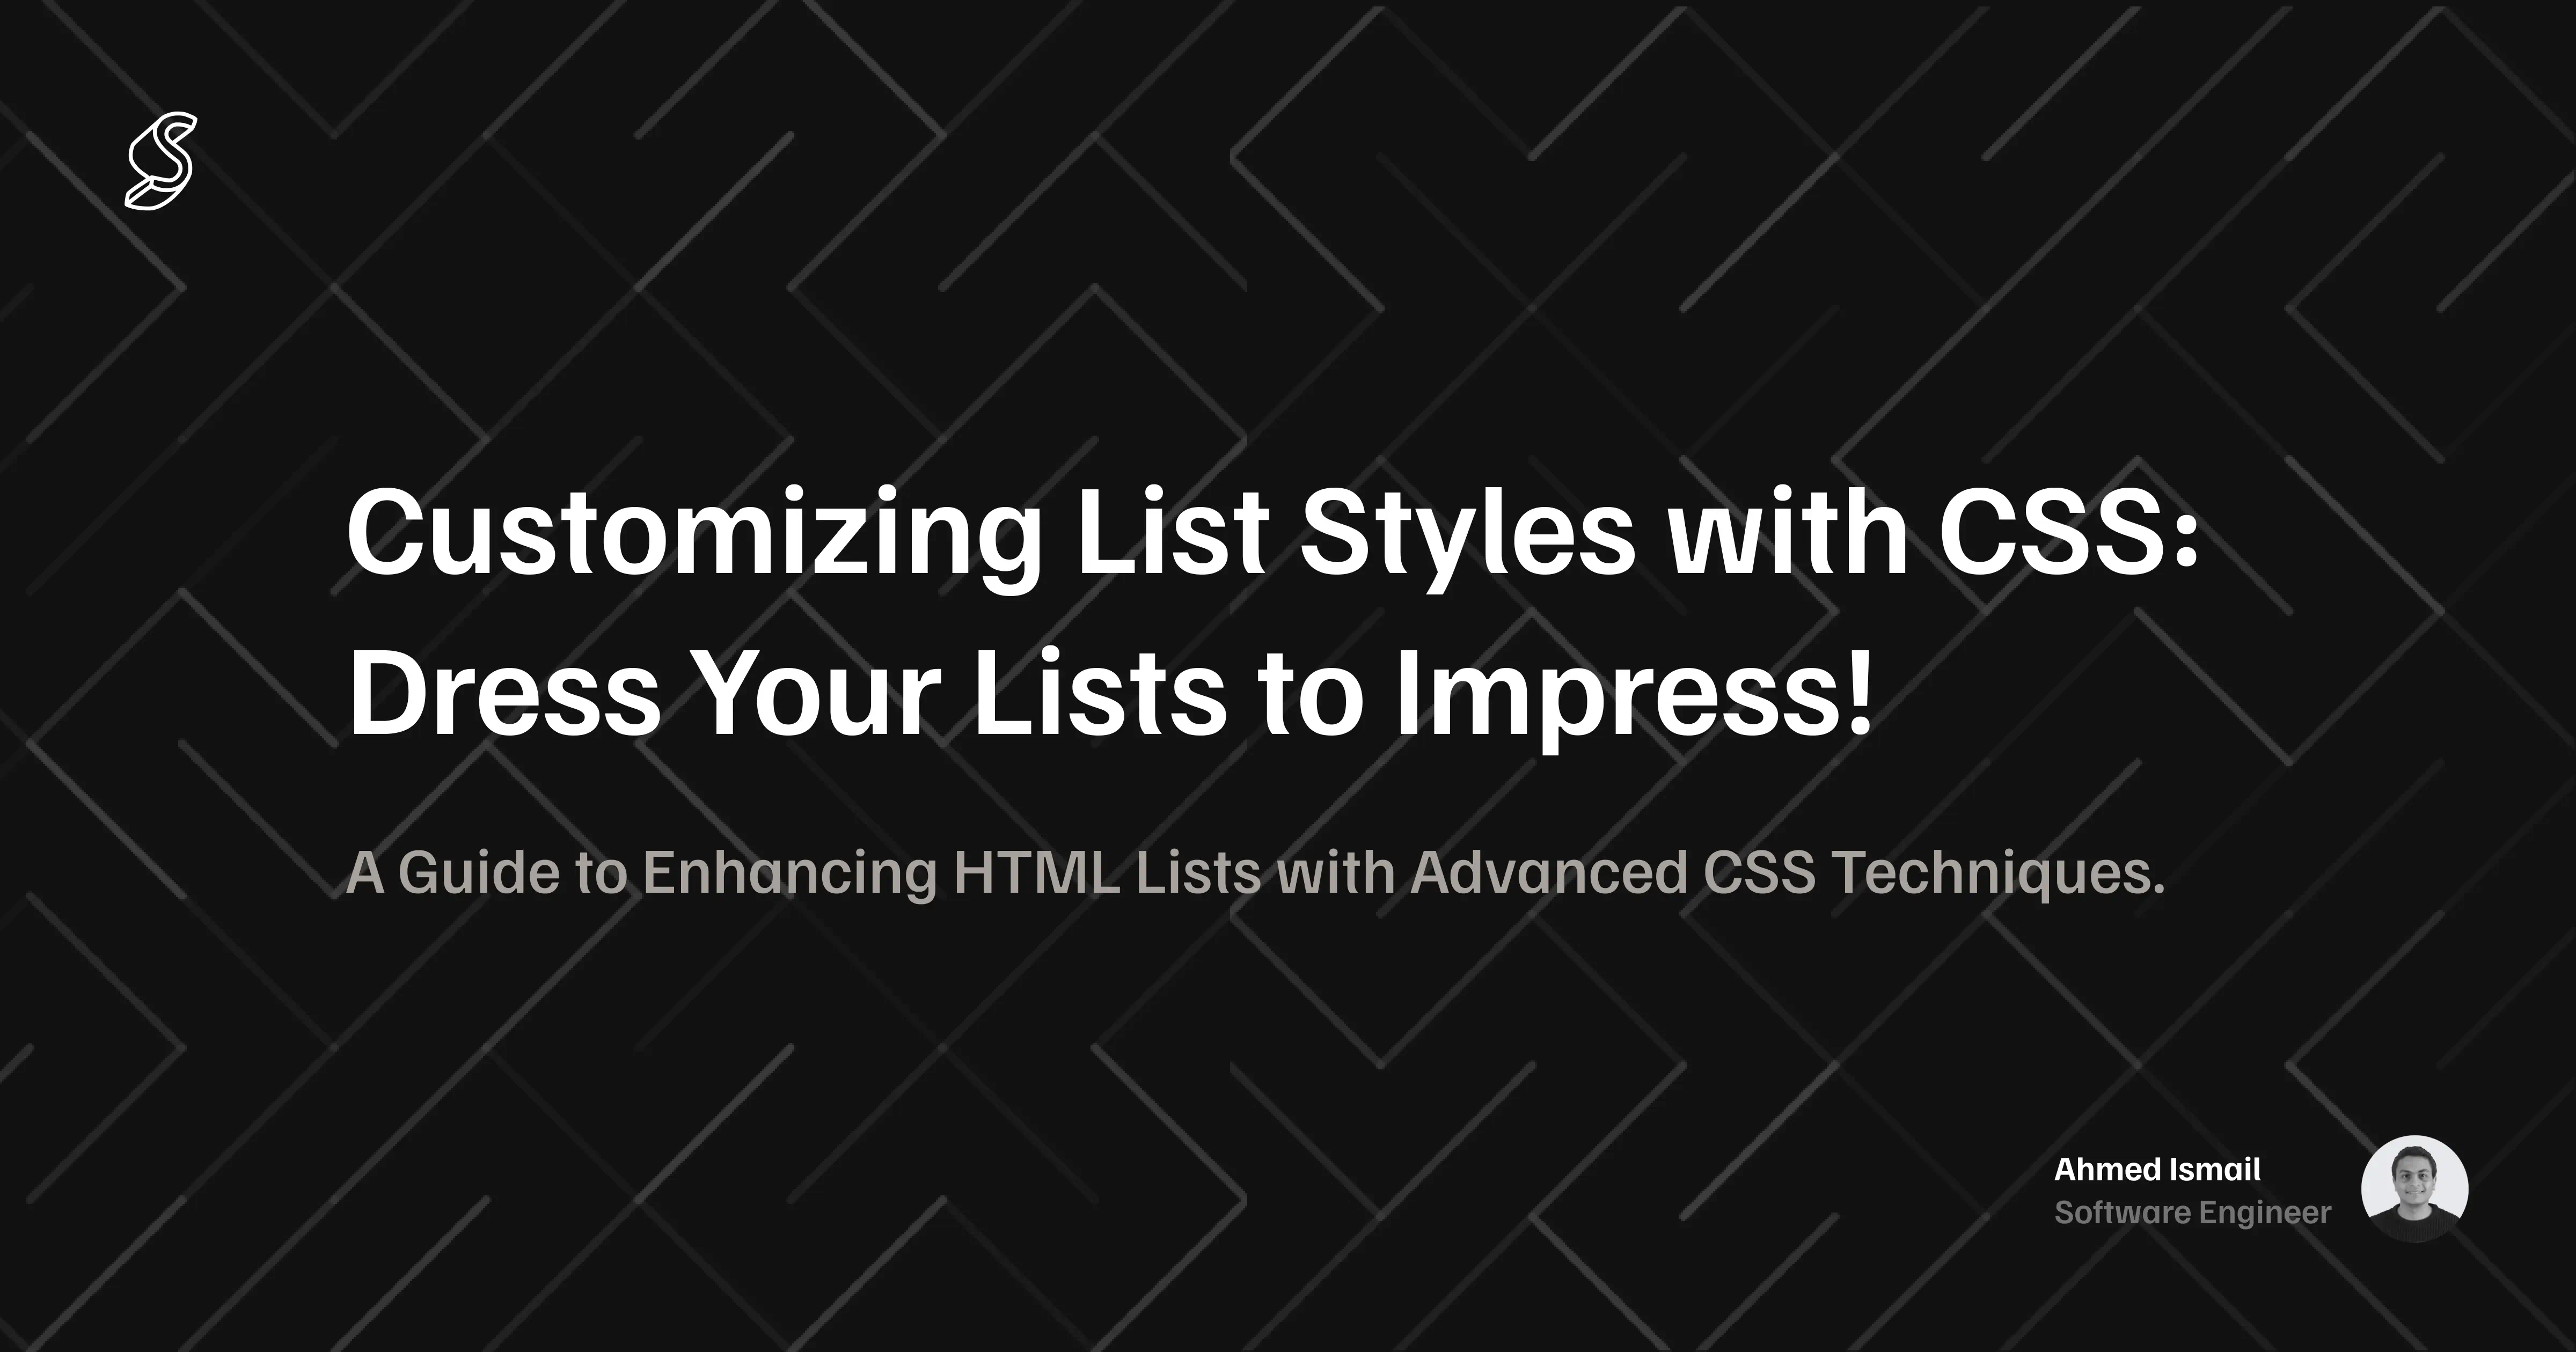 Customizing List Styles with CSS:
Dress Your Lists to Impress!
A Guide to Enhancing HTML Lists with Advanced CSS Techniques.
Ahmed Ismail
Software Engineer